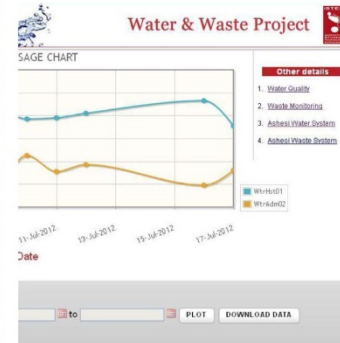 Water & Waste Project
SAGE CHART
Other details
1. Water Quality
2. Waste Monitoring
3. Ashesi Water System
4. Ashesi Waste System
WtrHst01
WtrAdm02
11-Jul-2012
13-Jul-2012
15-Jul-2012
17-Jul-2012
Date
to
PLOT
DOWNLOAD DATA